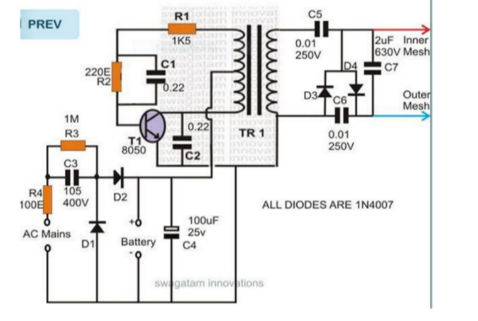 PREV
R1
1K5
C5
0.01
250V
2uF Inner
630V Mesh
C7
D4
220E
R2
C1
0.22
D3
C6
Outer
Mesh
0.01
250V
T1
8050
0.22
C2
TR 1
1M
R3
C3
105
400V
R4
100E
D2
AC Mains
D1
+
Battery
-
100uF
25v
C4
ALL DIODES ARE 1N4007
swagatam innovations